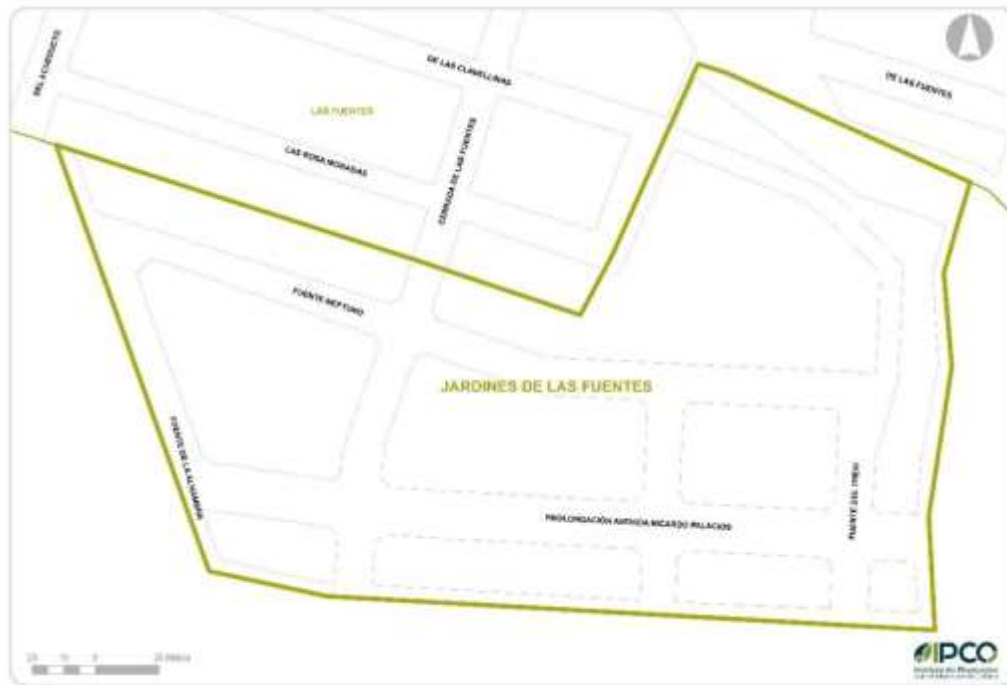 DEL ACUEDUCTO
DE LAS CLAVELLINAS
DE LAS FUENTES
LAS FUENTES
LAS ROSA MORADAS
CERRADA DE LAS FUENTES
FUENTE NEPTUNO
JARDINES DE LAS FUENTES
FUENTE DE LA ALHAMBRA
PROLONGACIÓN AVENIDA RICARDO PALACIOS
FUENTE DEL TREVI
IPCO